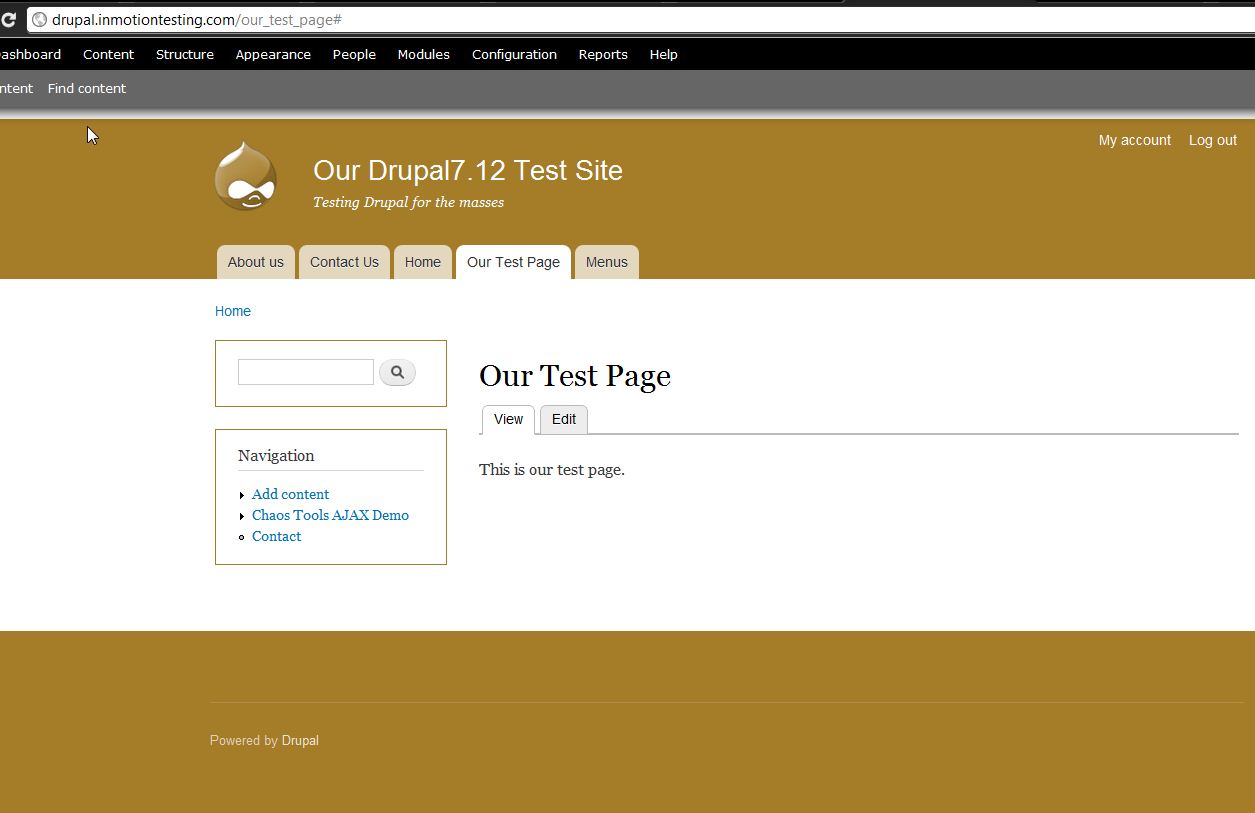 drupal.inmotiontesting.com/our_test_page#
ashboard Content Structure Appearance People Modules Configuration Reports Help
ntent Find content
My account Log out
Our Drupal7.12 Test Site
Testing Drupal for the masses
About us Contact Us Home Our Test Page Menus
Home
Our Test Page
View Edit
Navigation
This is our test page.
Add content
Chaos Tools AJAX Demo
Contact
Powered by Drupal